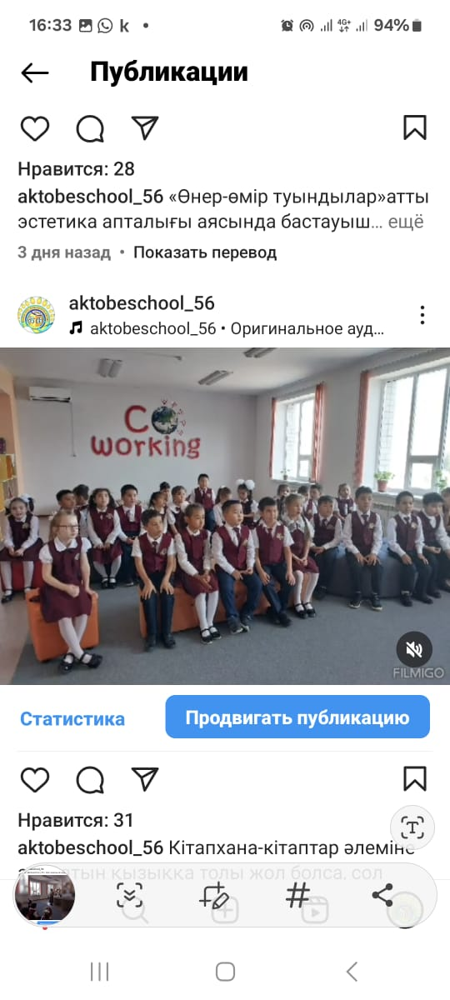 16:33 k 4G+ 94%
Публикации
Нравится: 28
aktobeschool_56 «Өнер-өмір туындылар»атты
эстетика апталығы аясында бастауыш... ещё
3 дня назад • Показать перевод
aktobeschool_56
aktobeschool_56 • Оригинальное ауд...
Co
working
FILMIGO
Статистика
Продвигать публикацию
Нравится: 31
aktobeschool_56 Кітапхана-кітаптар әлеміне
қызыққа толы жол болса, сол